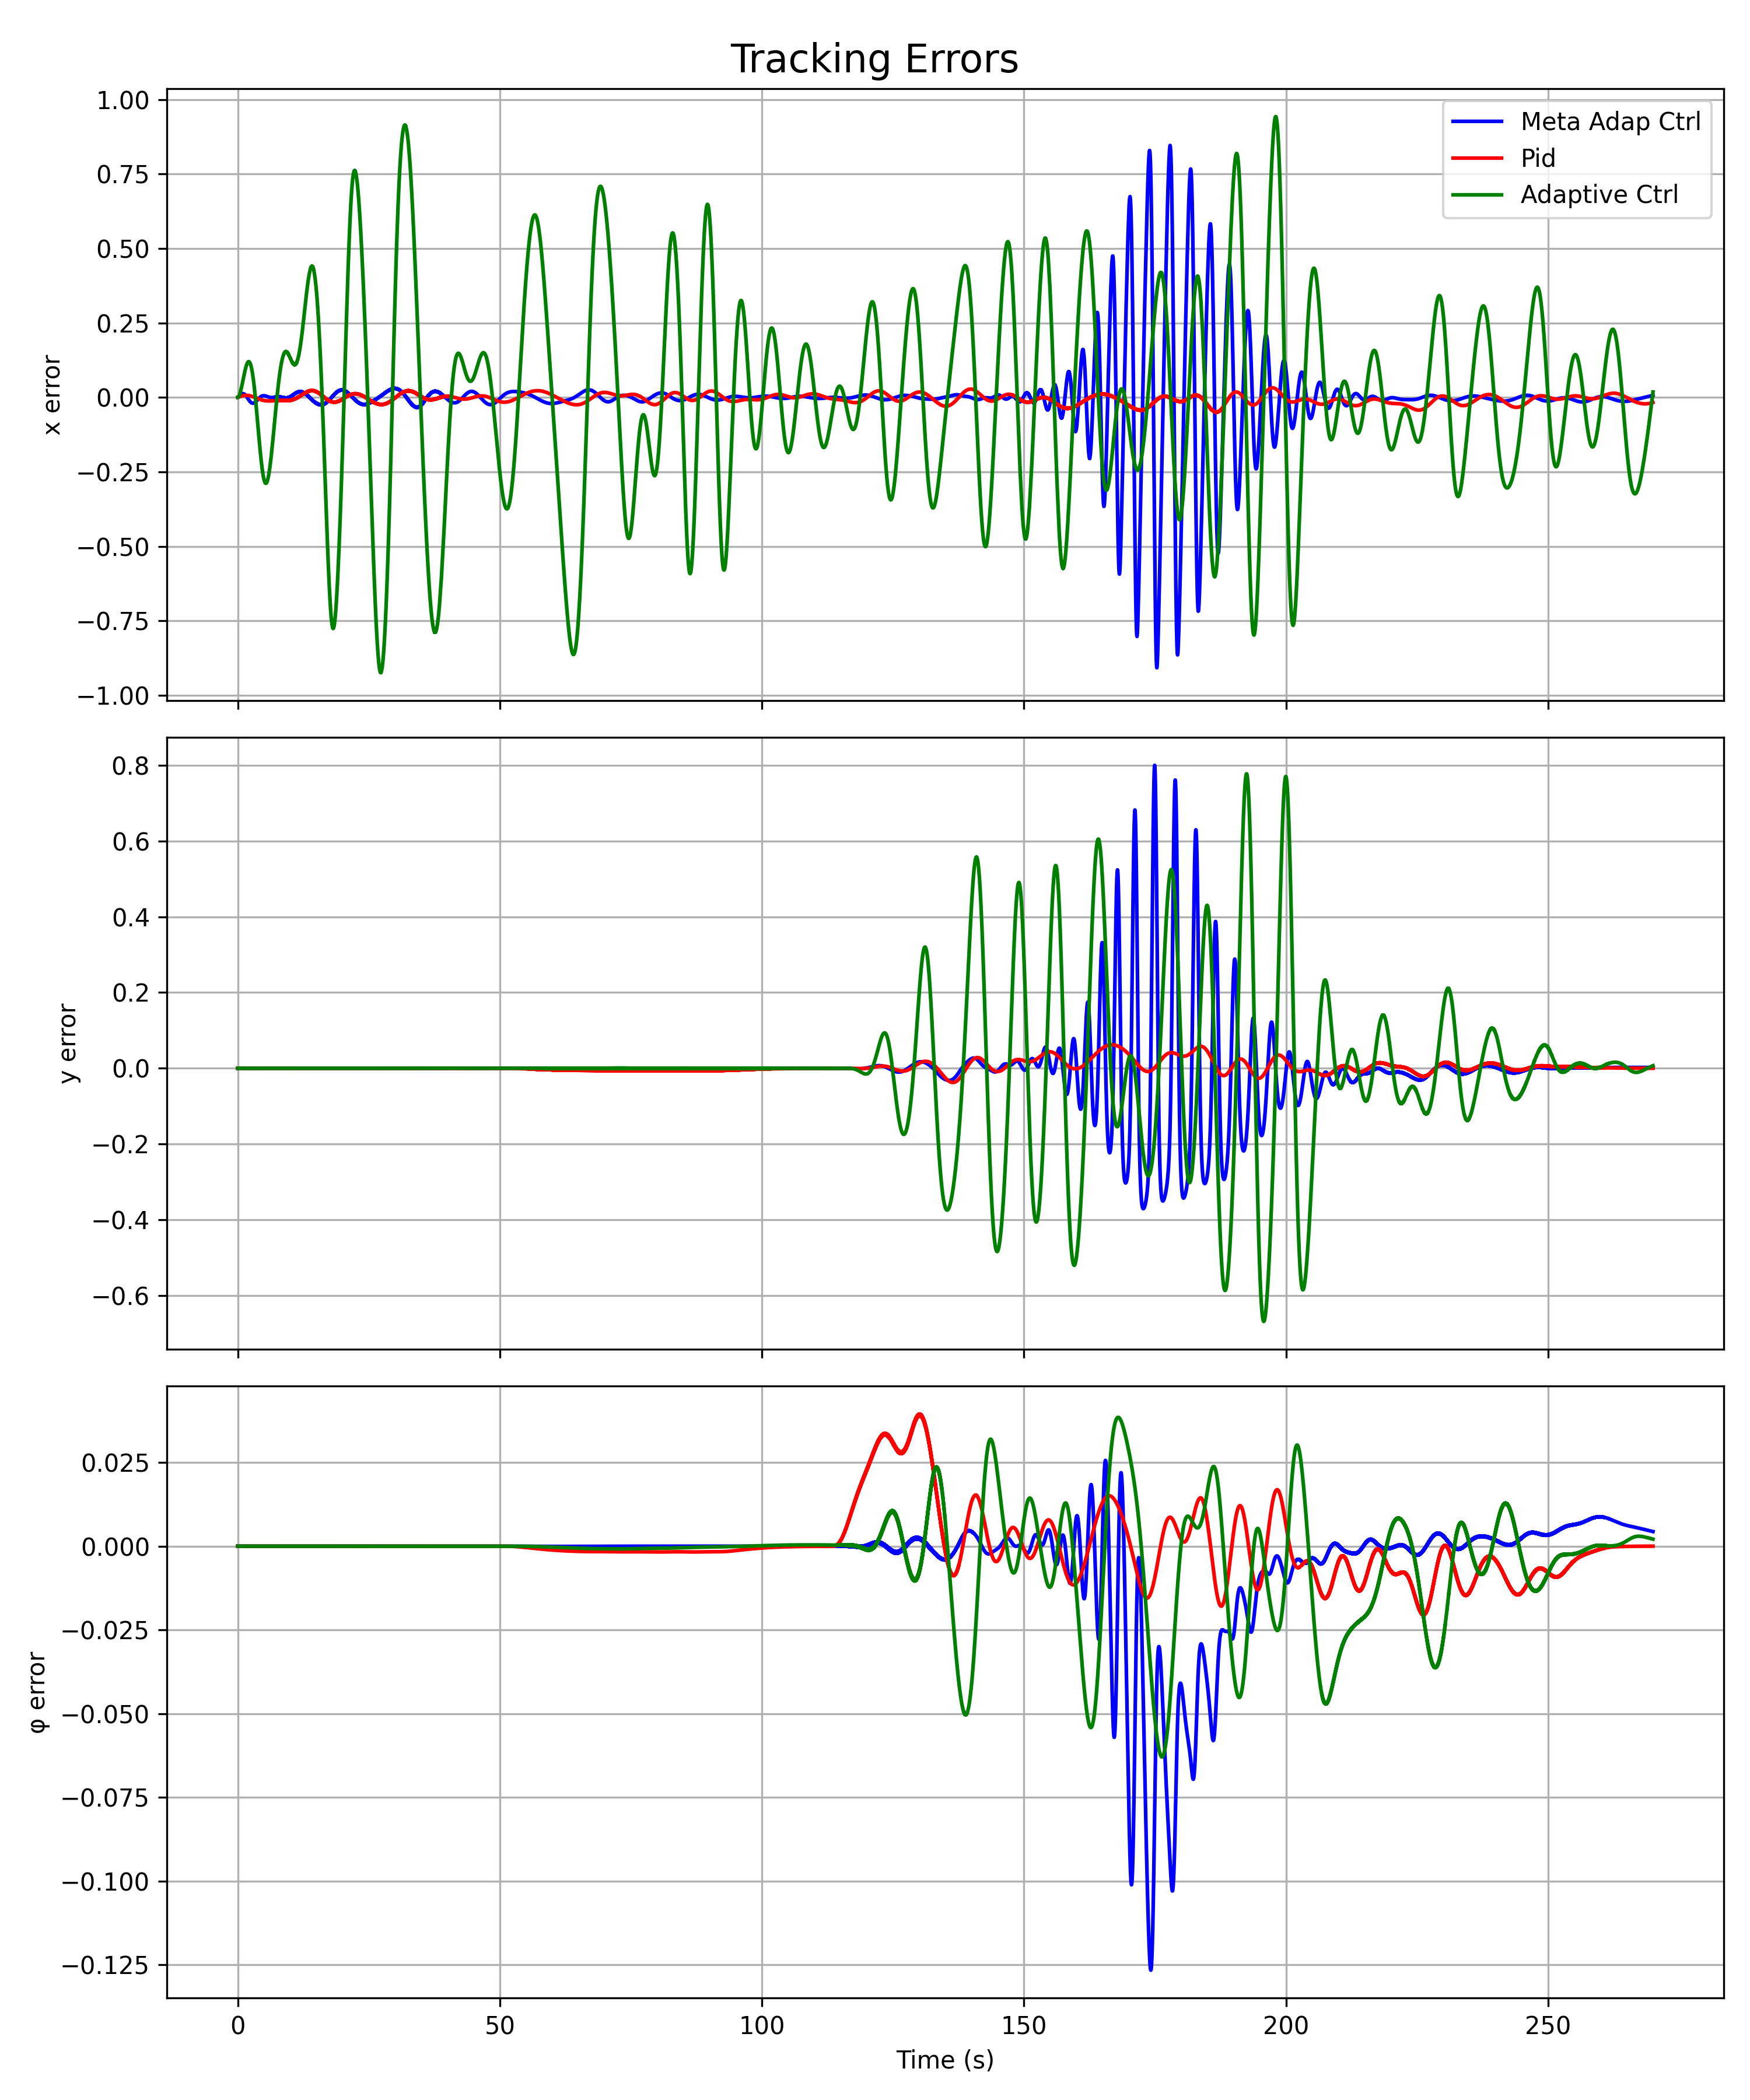 Tracking Errors
1.00
0.75
0.50
0.25
0.00
−0.25
−0.50
−0.75
−1.00
x error
Meta Adap Ctrl
Pid
Adaptive Ctrl
0.8
0.6
0.4
0.2
0.0
−0.2
−0.4
−0.6
y error
0.025
0.000
−0.025
−0.050
−0.075
−0.100
−0.125
φ error
0 50 100 150 200 250
Time (s)